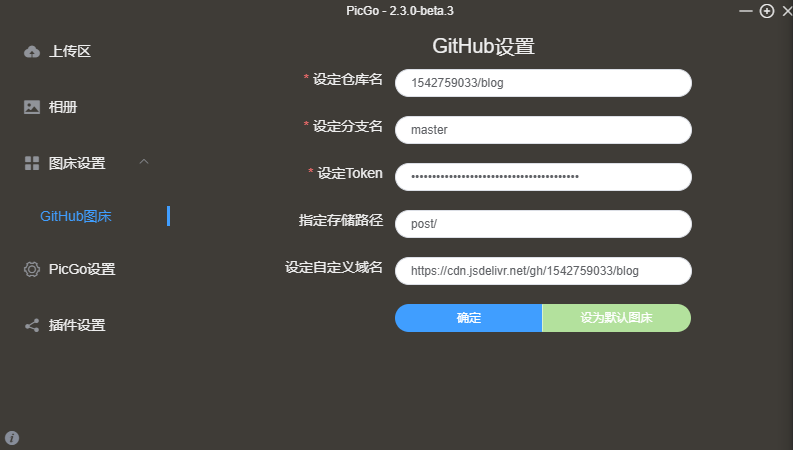 PicGo - 2.3.0-beta.3
上传区
相册
图床设置
GitHub图床
PicGo设置
插件设置
GitHub设置
* 设定仓库名 1542759033/blog
* 设定分支名 master
* 设定Token ••••••••••••••••••••••••••••••••••••••••
指定存储路径 post/
设定自定义域名 https://cdn.jsdelivr.net/gh/1542759033/blog
确定 设为默认图床